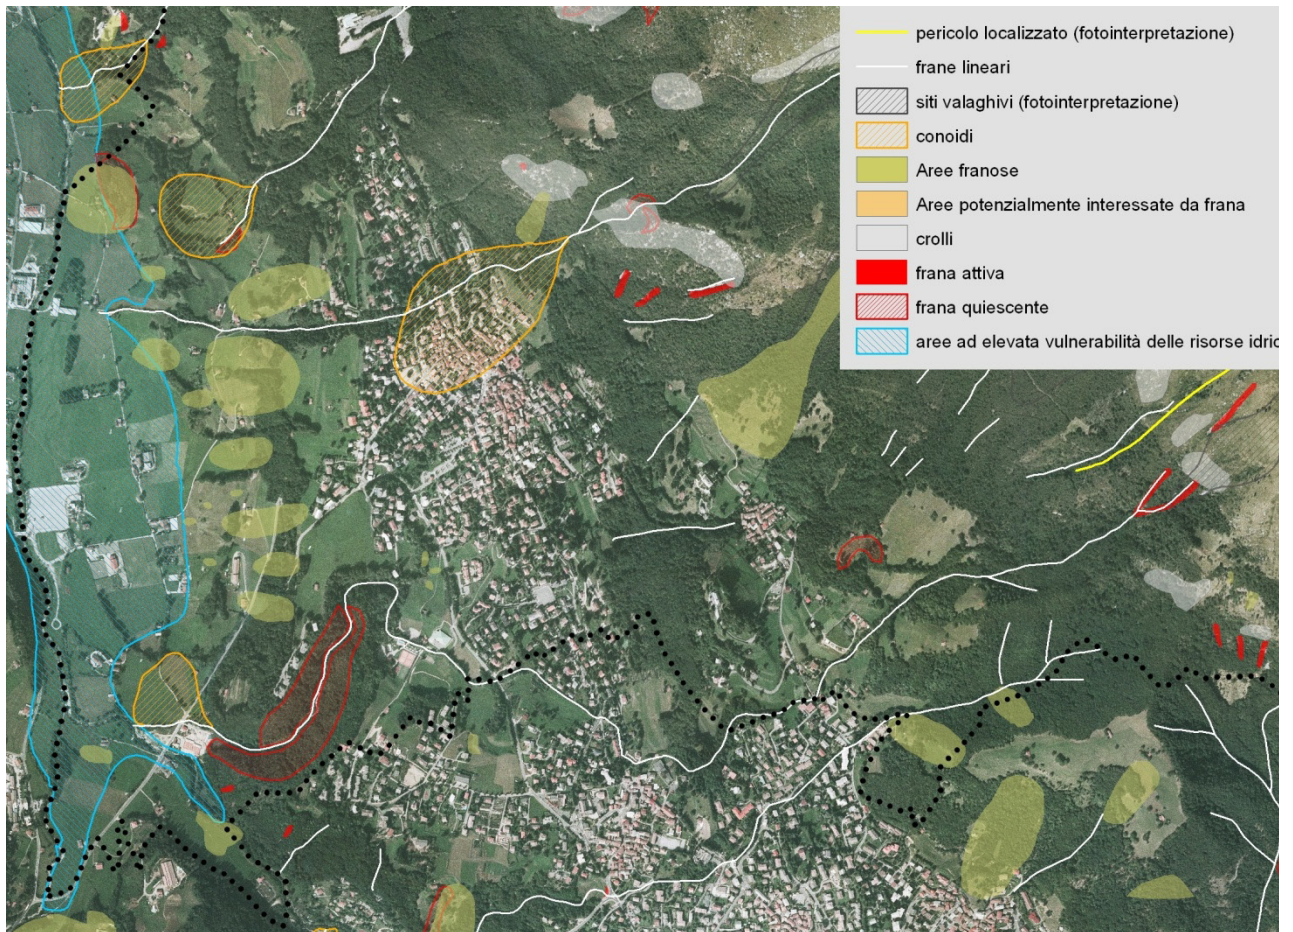 pericolo localizzato (fotointerpretazione)
frane lineari
siti valaghivi (fotointerpretazione)
conoidi
Aree franose
Aree potenzialmente interessate da frana
crolli
frana attiva
frana quiescente
aree ad elevata vulnerabilità delle risorse idric